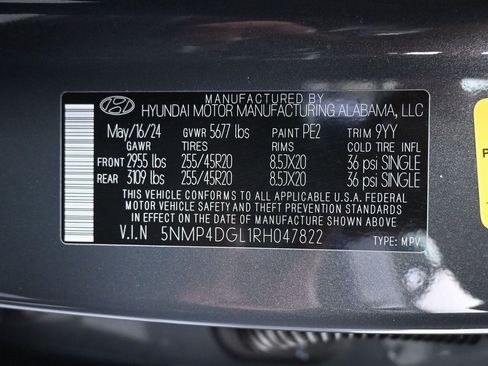 MANUFACTURED BY
HYUNDAI MOTOR MANUFACTURING ALABAMA, LLC
May/16/24 GVWR 5677 lbs PAINT PE2 TRIM 9YY
GAWR TIRES RIMS COLD TIRE INFL
FRONT 2955 lbs 255/45R20 8.5JX20 36 psi SINGLE
REAR 3109 lbs 255/45R20 8.5JX20 36 psi SINGLE
THIS VEHICLE CONFORMS TO ALL APPLICABLE U.S.A. FEDERAL
MOTOR VEHICLE SAFETY AND THEFT PREVENTION STANDARDS
IN EFFECT ON THE DATE OF MANUFACTURE SHOWN ABOVE.
V.I.N 5NMP4DGL1RH047822 TYPE: MPV